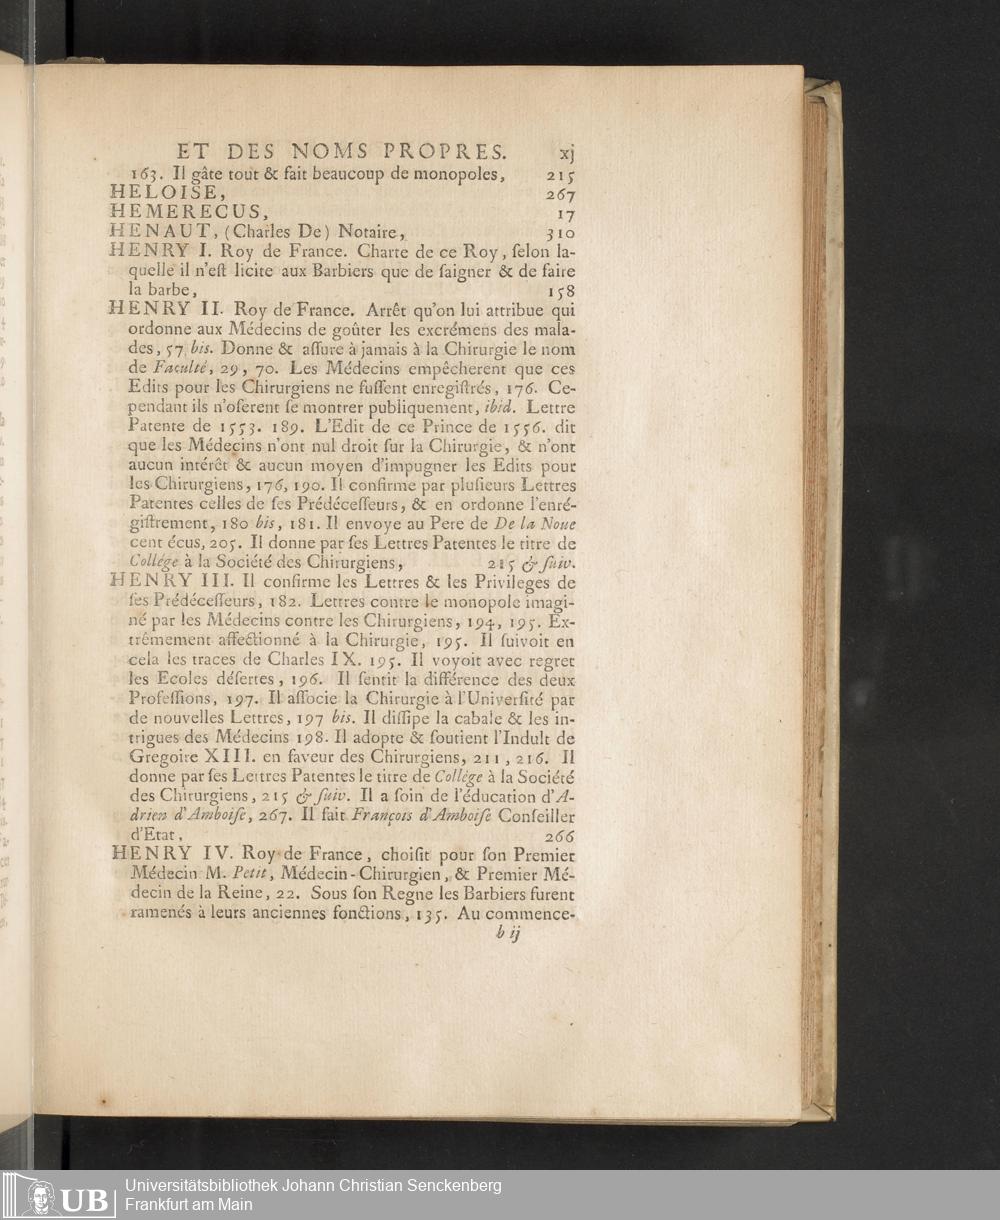 ET DES NOMS PROPRES. xj
163. Il gâte tout & fait beaucoup de monopoles, 215
HELOISE, 267
HEMERECUS, 17
HENAUT, (Charles De) Notaire, 310
HENRY I. Roy de France. Charte de ce Roy, ſelon la-
quelle il n'eſt licite aux Barbiers que de ſaigner & de faire
la barbe, 158
HENRY II. Roy de France. Arrêt qu'on lui attribue qui
ordonne aux Médecins de goûter les excrémens des mala-
des, 57 bis. Donne & aſſure à jamais à la Chirurgie le nom
de Faculté, 29, 70. Les Médecins empêcherent que ces
Edits pour les Chirurgiens ne fuſſent enregiſtrés, 176. Ce-
pendant ils n'oſerent ſe montrer publiquement, ibid. Lettre
Patente de 1553. 189. L'Edit de ce Prince de 1556. dit
que les Médecins n'ont nul droit ſur la Chirurgie, & n'ont
aucun intérêt & aucun moyen d'impugner les Edits pour
les Chirurgiens, 176, 190. Il confirme par pluſieurs Lettres
Patentes celles de ſes Prédéceſſeurs, & en ordonne l'enré-
giſtrement, 180 bis, 181. Il envoye au Pere de De la Noue
cent écus, 205. Il donne par ſes Lettres Patentes le titre de
Collége à la Société des Chirurgiens, 215 & ſuiv.
HENRY III. Il confirme les Lettres & les Privileges de
ſes Prédéceſſeurs, 182. Lettres contre le monopole imagi-
né par les Médecins contre les Chirurgiens, 194, 195. Ex-
trêmement affectionné à la Chirurgie, 195. Il ſuivoit en
cela les traces de Charles IX. 195. Il voyoit avec regret
les Ecoles déſertes, 196. Il ſentit la différence des deux
Profeſſions, 197. Il aſſocie la Chirurgie à l'Univerſité par
de nouvelles Lettres, 197 bis. Il diſſipe la cabale & les in-
trigues des Médecins 198. Il adopte & ſoutient l'Indult de
Gregoire XIII. en faveur des Chirurgiens, 211, 216. Il
donne par ſes Lettres Patentes le titre de Collége à la Société
des Chirurgiens, 215 & ſuiv. Il a ſoin de l'éducation d'A-
drien d'Amboiſe, 267. Il fait François d'Amboiſe Conſeiller
d'Etat, 266
HENRY IV. Roy de France, choiſit pour ſon Premier
Médecin M. Petit, Médecin-Chirurgien, & Premier Mé-
decin de la Reine, 22. Sous ſon Regne les Barbiers furent
ramenés à leurs anciennes fonctions, 135. Au commence-
b ij
UB
Universitätsbibliothek Johann Christian Senckenberg
Frankfurt am Main